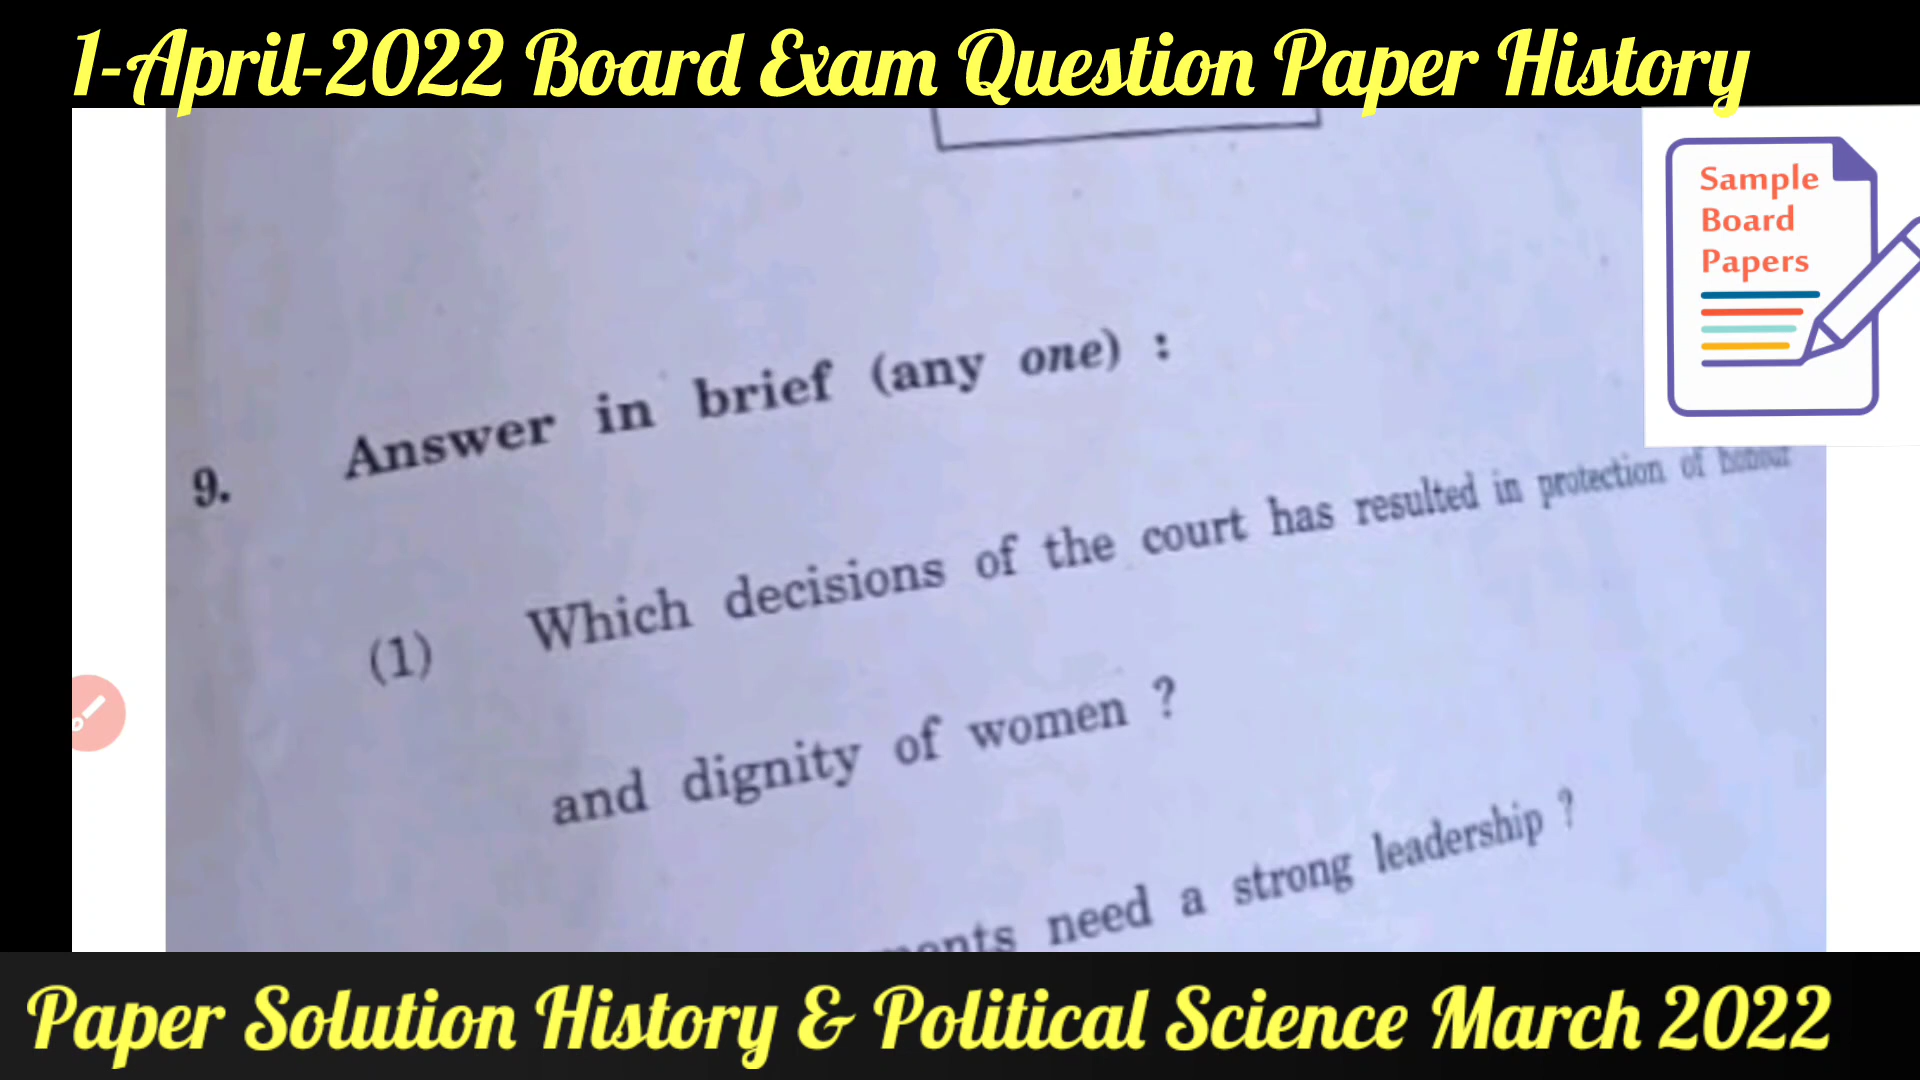 1-April-2022 Board Exam Question Paper History
Sample
Board
Papers
9. Answer in brief (any one) :
(1) Which decisions of the court has resulted in protection of honour
and dignity of women ?
need a strong leadership ?
Paper Solution History & Political Science March 2022